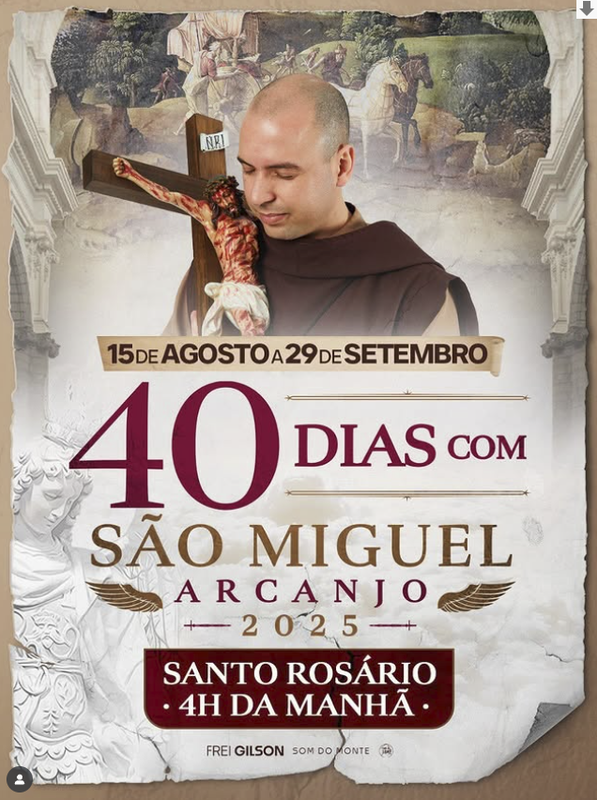 INRI
15 DE AGOSTO A 29 DE SETEMBRO
40 DIAS COM
SÃO MIGUEL
ARCANJO
2025
SANTO ROSÁRIO
· 4H DA MANHÃ ·
FREI GILSON SOM DO MONTE